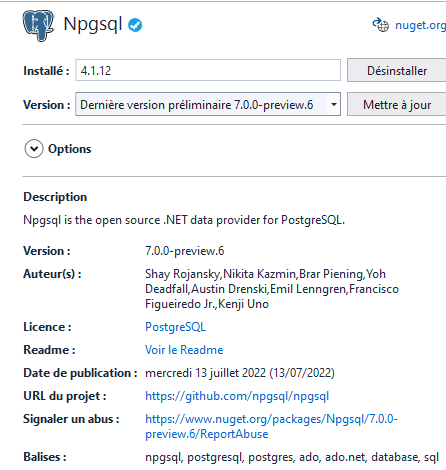 Npgsql
nuget.org
Installé :
4.1.12
Désinstaller
Version :
Dernière version préliminaire 7.0.0-preview.6
Mettre à jour
Options
Description
Npgsql is the open source .NET data provider for PostgreSQL.
Version :
7.0.0-preview.6
Auteur(s) :
Shay Rojansky,Nikita Kazmin,Brar Piening,Yoh
Deadfall,Austin Drenski,Emil Lenngren,Francisco
Figueiredo Jr.,Kenji Uno
Licence :
PostgreSQL
Readme :
Voir le Readme
Date de publication :
mercredi 13 juillet 2022 (13/07/2022)
URL du projet :
https://github.com/npgsql/npgsql
Signaler un abus :
https://www.nuget.org/packages/Npgsql/7.0.0-
preview.6/ReportAbuse
Balises :
npgsql, postgresql, postgres, ado, ado.net, database, sql